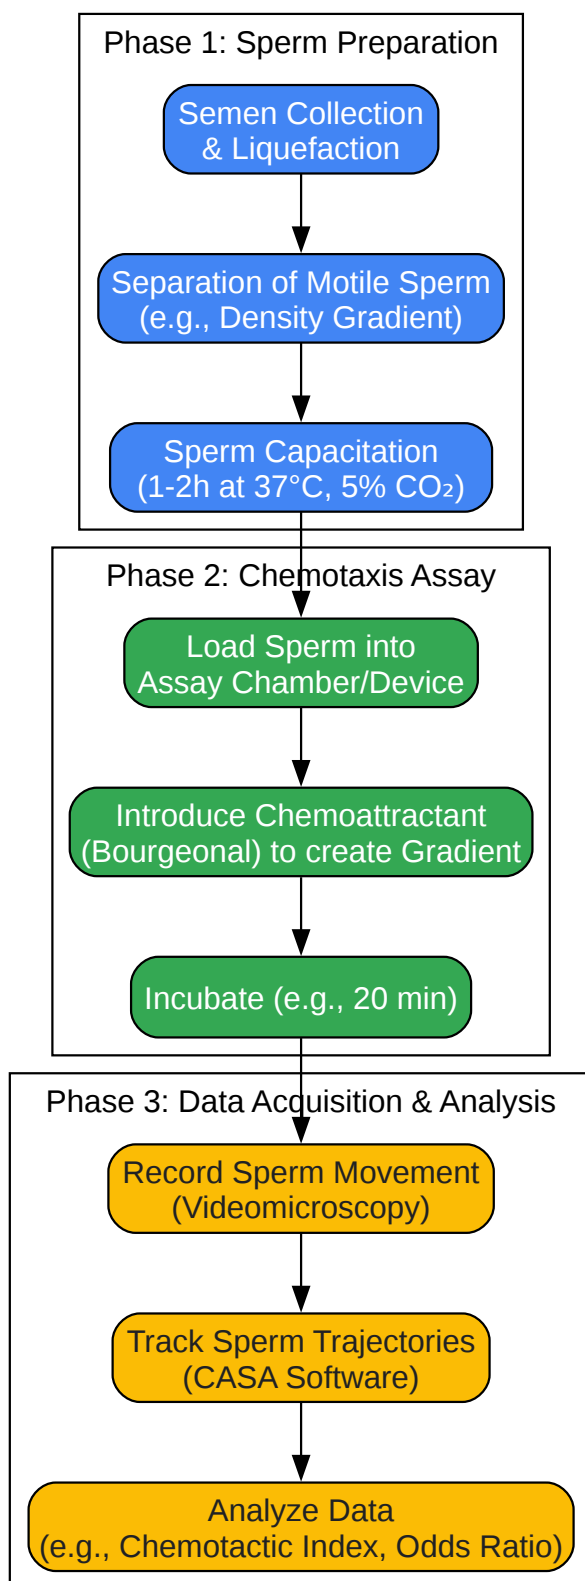 Phase 1: Sperm Preparation
Semen Collection
& Liquefaction
Separation of Motile Sperm
(e.g., Density Gradient)
Sperm Capacitation
(1-2h at 37°C, 5% CO₂)
Phase 2: Chemotaxis Assay
Load Sperm into
Assay Chamber/Device
Introduce Chemoattractant
(Bourgeonal) to create Gradient
Incubate (e.g., 20 min)
Phase 3: Data Acquisition & Analysis
Record Sperm Movement
(Videomicroscopy)
Track Sperm Trajectories
(CASA Software)
Analyze Data
(e.g., Chemotactic Index, Odds Ratio)